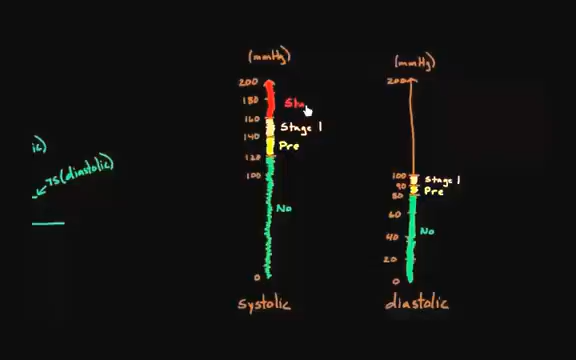 (mmHg)
200
180
160
140
120
100
0
Stage 1
Pre
No
systolic
(mmHg)
200
100
90
80
60
40
20
0
Stage 1
Pre
No
diastolic
ic)
75 (diastolic)